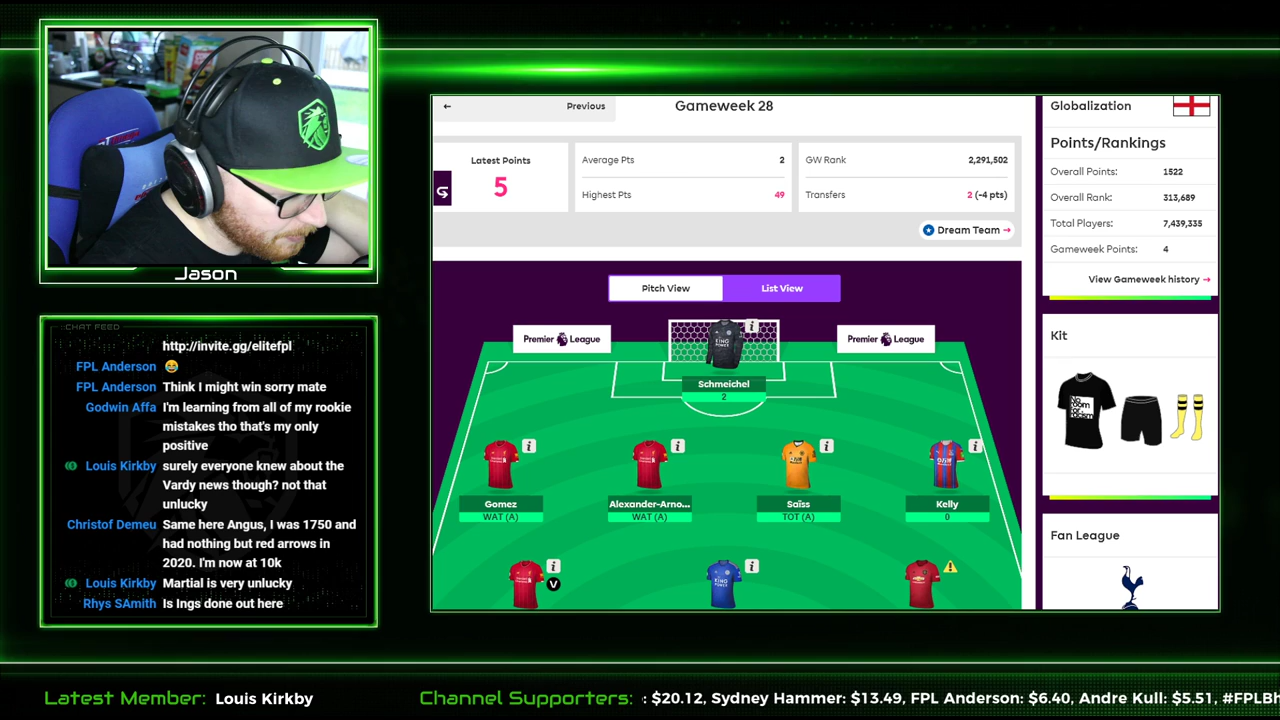 Jason
CHAT FEED
http://invite.gg/elitefpl
FPL Anderson 😂
FPL Anderson Think I might win sorry mate
Godwin Affa I'm learning from all of my rookie
mistakes tho that's my only
positive
Louis Kirkby surely everyone knew about the
Vardy news though? not that
unlucky
Christof Demeu Same here Angus, I was 1750 and
had nothing but red arrows in
2020. I'm now at 10k
Louis Kirkby Martial is very unlucky
Rhys SAmith Is Ings done out here
← Previous Gameweek 28
Latest Points
5
Average Pts 2
Highest Pts 49
GW Rank 2,291,502
Transfers 2 (-4 pts)
Dream Team →
Pitch View List View
Premier League Premier League
KING
POWER
Schmeichel
2
Gomez Alexander-Arno... Saïss Kelly
WAT (A) WAT (A) TOT (A) 0
V
KING
POWER
Globalization
Points/Rankings
Overall Points: 1522
Overall Rank: 313,689
Total Players: 7,439,335
Gameweek Points: 4
View Gameweek history →
Kit
No
room
for
racism
Fan League
Latest Member: Louis Kirkby
Channel Supporters: : $20.12, Sydney Hammer: $13.49, FPL Anderson: $6.40, Andre Kull: $5.51, #FPLBh